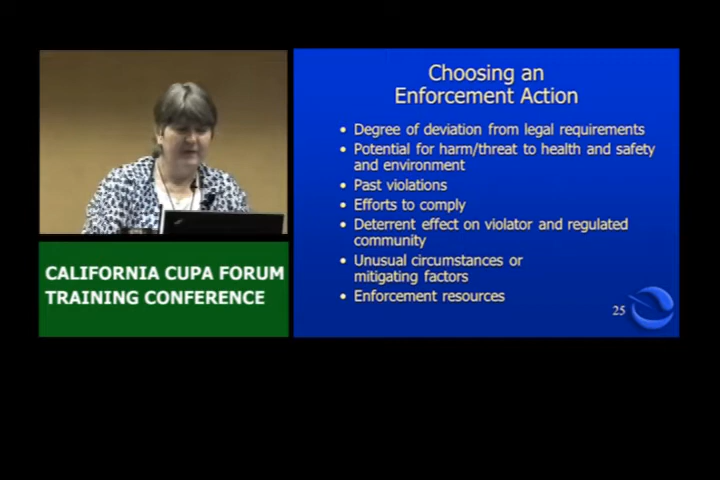 CALIFORNIA CUPA FORUM
TRAINING CONFERENCE
Choosing an
Enforcement Action
• Degree of deviation from legal requirements
• Potential for harm/threat to health and safety
and environment
• Past violations
• Efforts to comply
• Deterrent effect on violator and regulated
community
• Unusual circumstances or
mitigating factors
• Enforcement resources
25